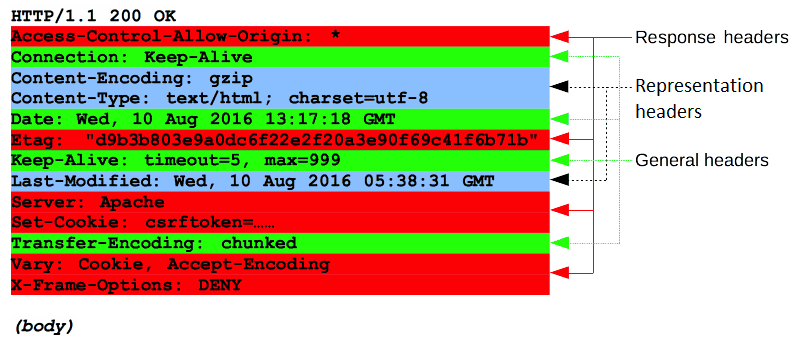 HTTP/1.1 200 OK
Access-Control-Allow-Origin: *
Connection: Keep-Alive
Content-Encoding: gzip
Content-Type: text/html; charset=utf-8
Date: Wed, 10 Aug 2016 13:17:18 GMT
Etag: "d9b3b803e9a0dc6f22e2f20a3e90f69c41f6b71b"
Keep-Alive: timeout=5, max=999
Last-Modified: Wed, 10 Aug 2016 05:38:31 GMT
Server: Apache
Set-Cookie: csrftoken=……
Transfer-Encoding: chunked
Vary: Cookie, Accept-Encoding
X-Frame-Options: DENY
(body)
Response headers
Representation
headers
General headers